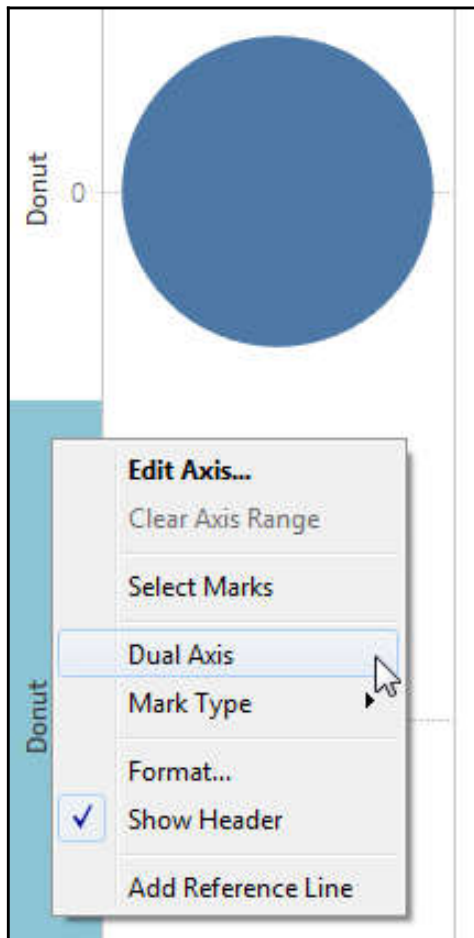 Donut
0
Edit Axis...
Clear Axis Range
Select Marks
Dual Axis
Mark Type
Format...
Show Header
Add Reference Line
Donut